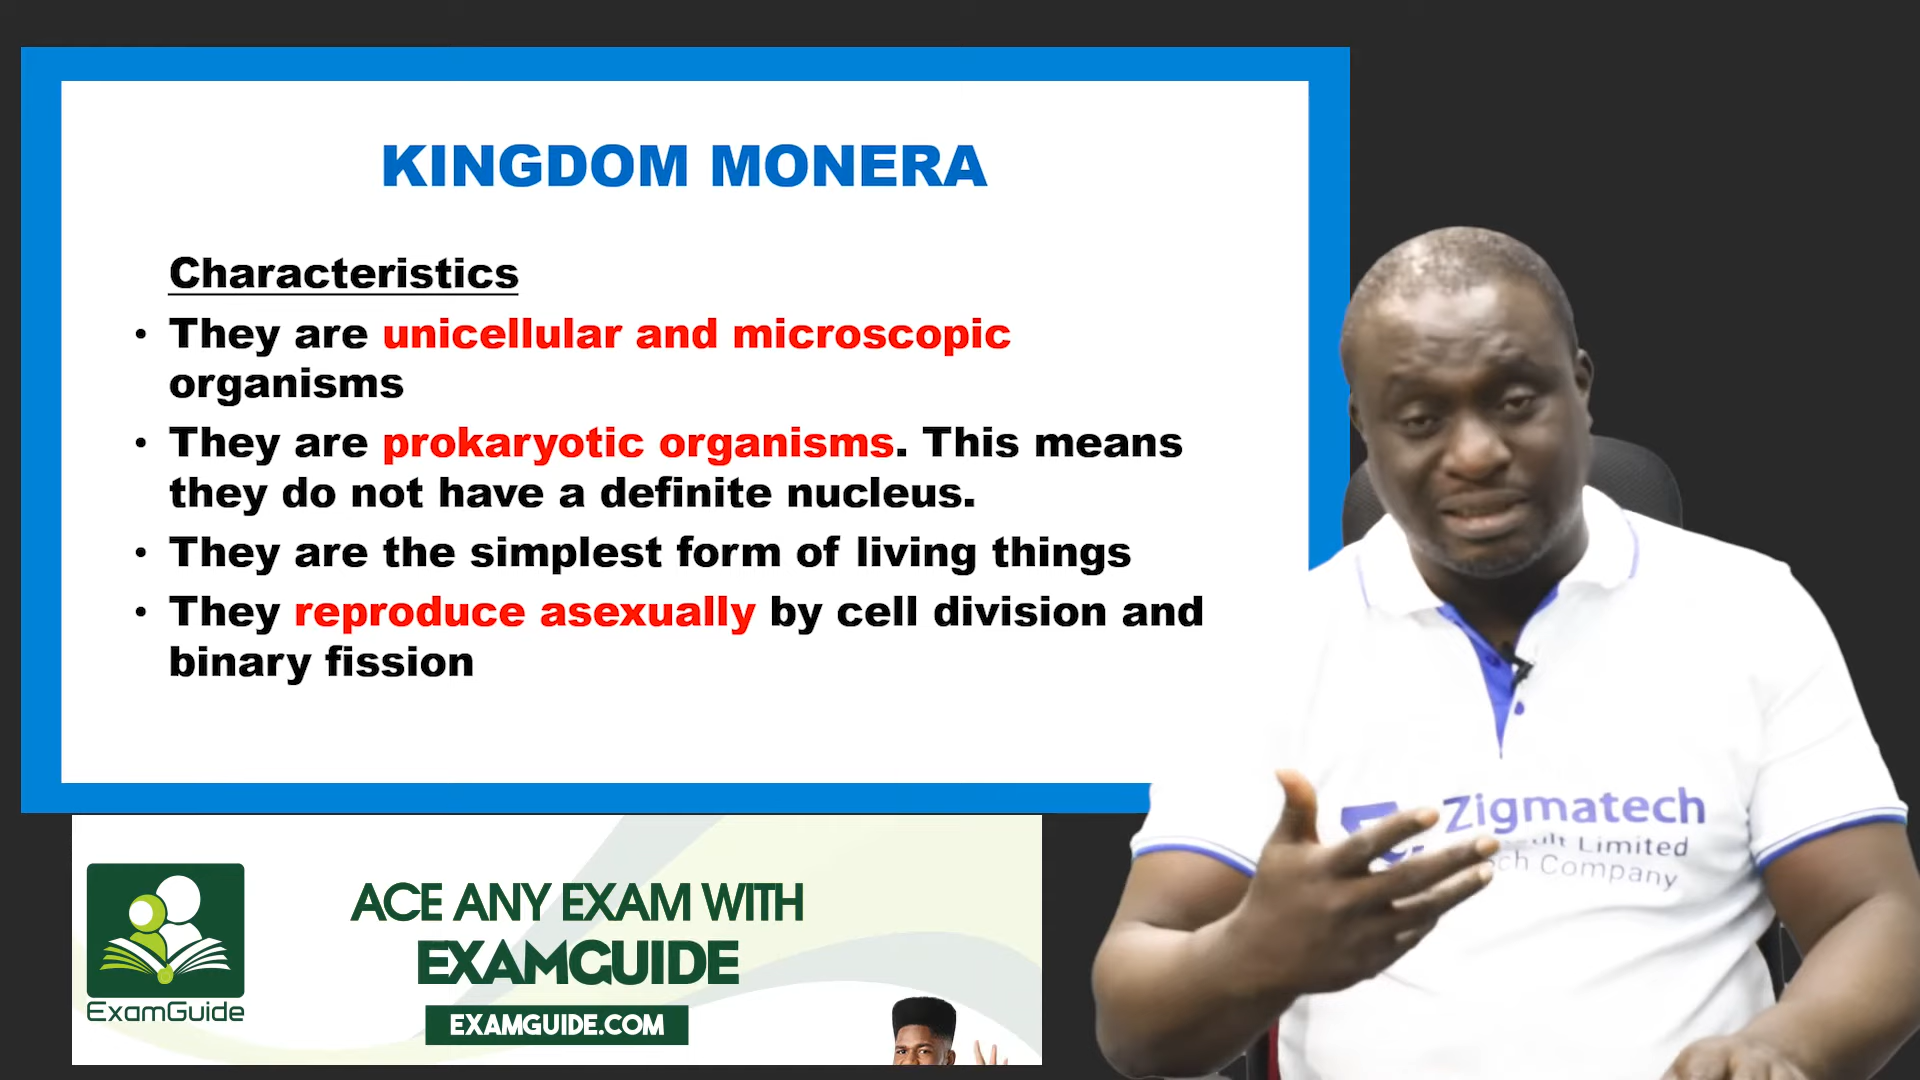 KINGDOM MONERA
Characteristics
• They are unicellular and microscopic
organisms
• They are prokaryotic organisms. This means
they do not have a definite nucleus.
• They are the simplest form of living things
• They reproduce asexually by cell division and
binary fission
Zigmatech
Limited
Company
ACE ANY EXAM WITH
EXAMGUIDE
EXAMGUIDE.COM
ExamGuide